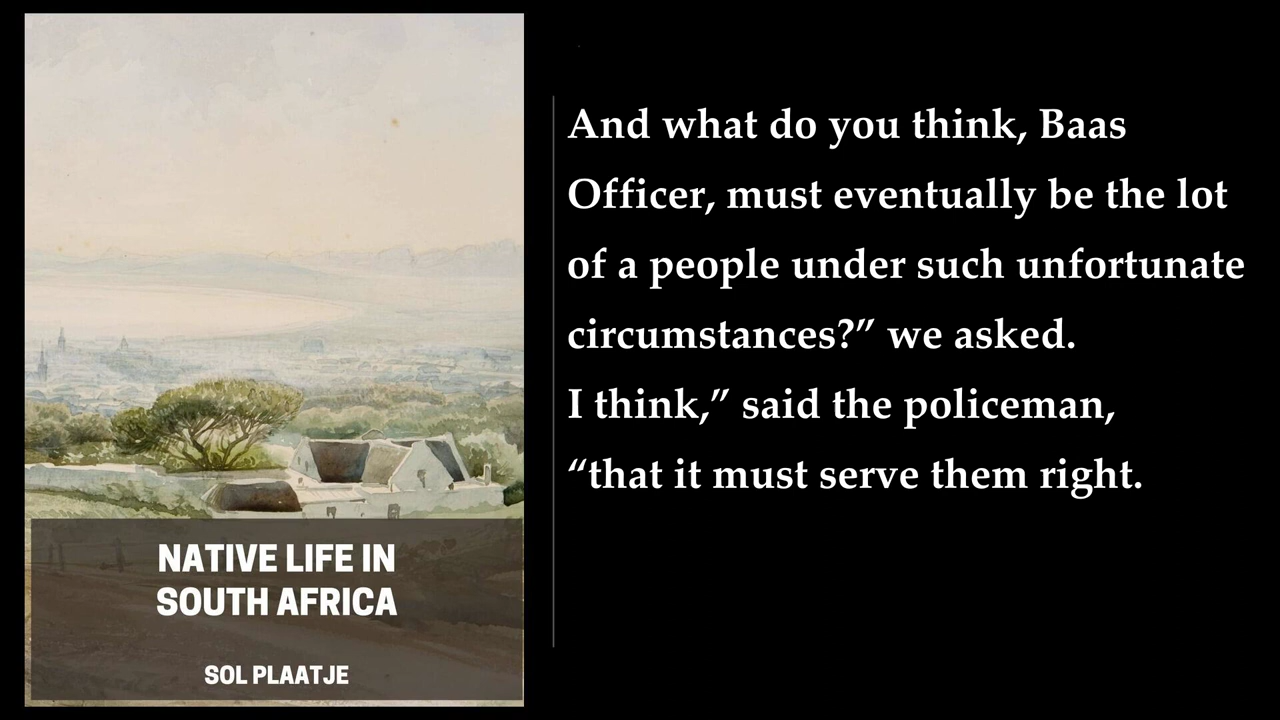 NATIVE LIFE IN
SOUTH AFRICA
SOL PLAATJE
And what do you think, Baas
Officer, must eventually be the lot
of a people under such unfortunate
circumstances?” we asked.
I think,” said the policeman,
“that it must serve them right.